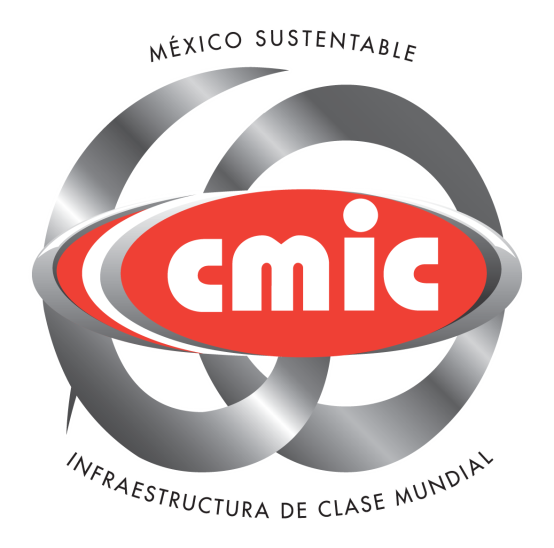 MÉXICO SUSTENTABLE
cmic
INFRAESTRUCTURA DE CLASE MUNDIAL